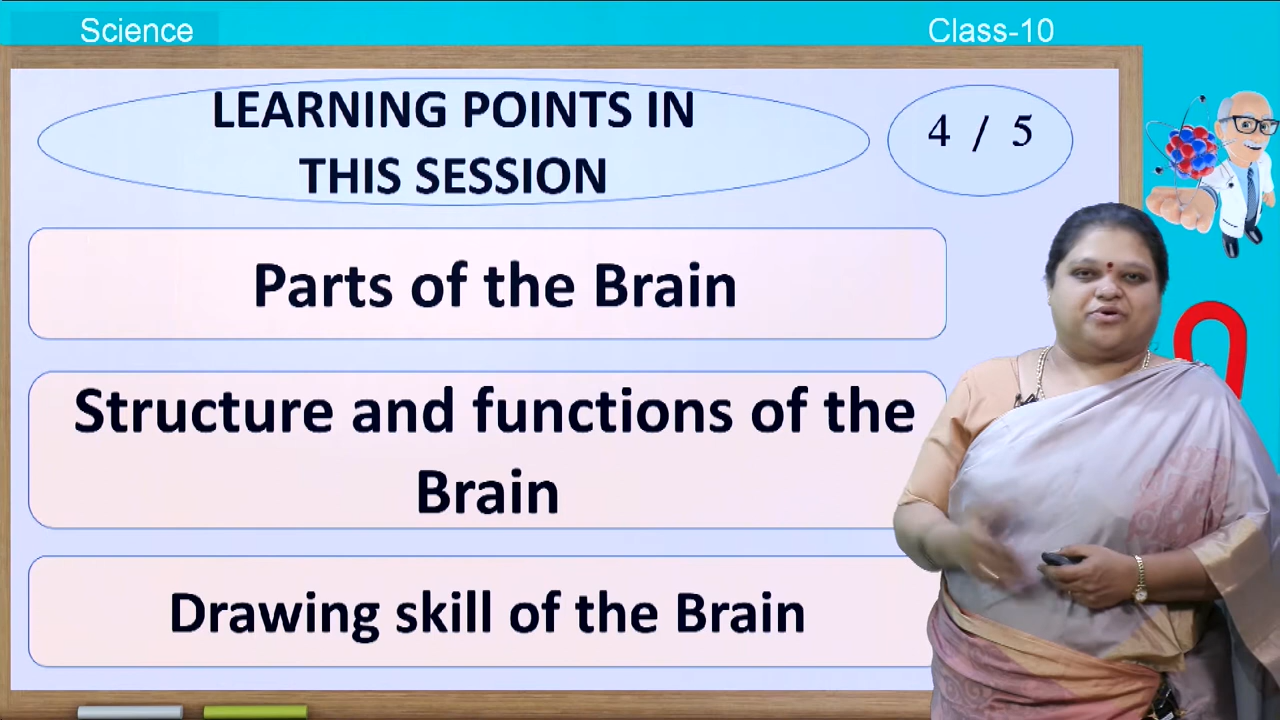 Science
Class-10
LEARNING POINTS IN
THIS SESSION
4 / 5
Parts of the Brain
Structure and functions of the
Brain
Drawing skill of the Brain